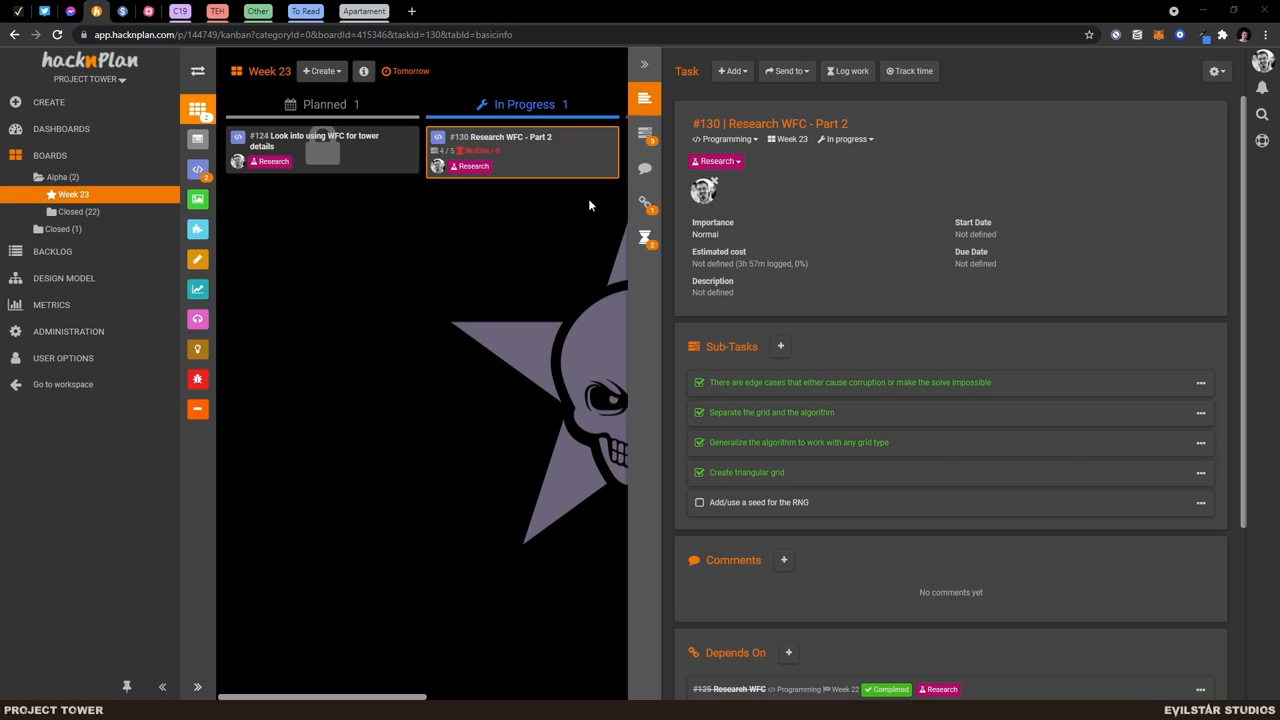 C19
TEH
Other
To Read
Apartament
app.hacknplan.com/p/144749/kanban?categoryId=0&boardId=415346&taskId=130&tabId=basicinfo
hacknPlan
PROJECT TOWER
CREATE
DASHBOARDS
BOARDS
Alpha (2)
Week 23
Closed (22)
Closed (1)
BACKLOG
DESIGN MODEL
METRICS
ADMINISTRATION
USER OPTIONS
Go to workspace
2
2
Week 23
Create
Tomorrow
Planned 1
#124 Look into using WFC for tower
details
Research
In Progress 1
#130 Research WFC - Part 2
4 / 5
Research
5
1
2
Task
Add
Send to
Log work
Track time
#130 | Research WFC - Part 2
Programming Week 23 In progress
Research
Importance
Normal
Start Date
Not defined
Estimated cost
Not defined (3h 57m logged, 0%)
Due Date
Not defined
Description
Not defined
Sub-Tasks
There are edge cases that either cause corruption or make the solve impossible
Separate the grid and the algorithm
Generalize the algorithm to work with any grid type
Create triangular grid
Add/use a seed for the RNG
Comments
No comments yet
Depends On
#125 Research WFC Programming Week 22 Completed Research
PROJECT TOWER
EVILSTAR STUDIOS